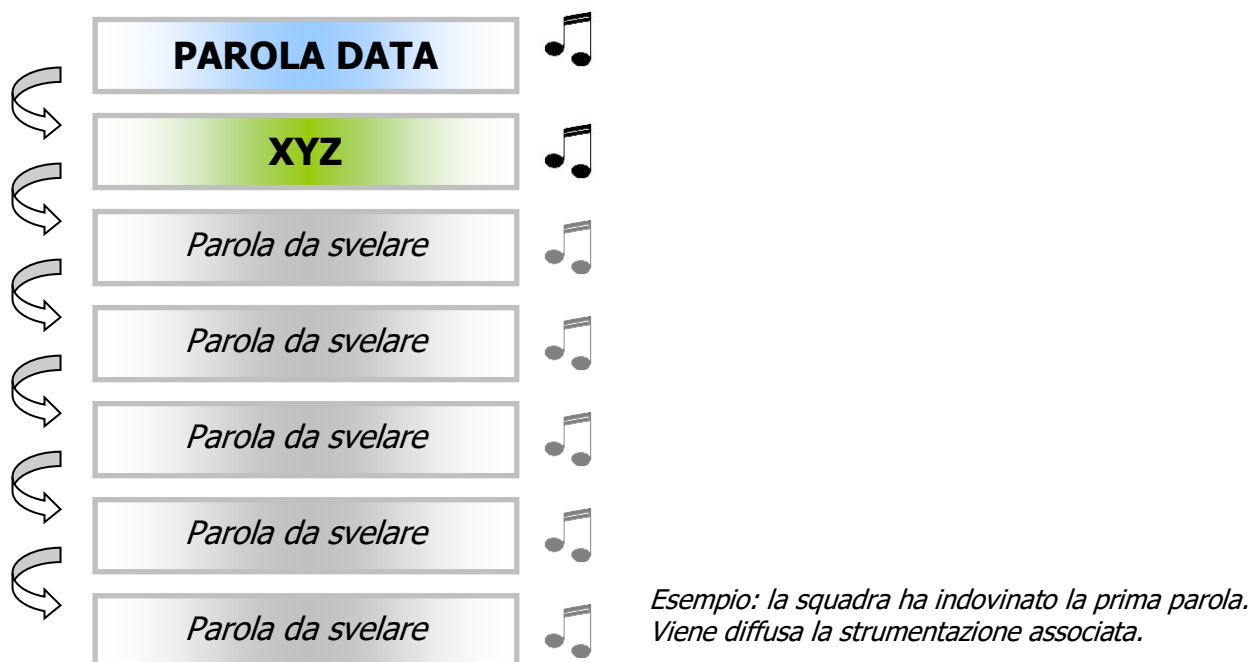 PAROLA DATA
XYZ
Parola da svelare
Parola da svelare
Parola da svelare
Parola da svelare
Parola da svelare
Esempio: la squadra ha indovinato la prima parola.
Viene diffusa la strumentazione associata.